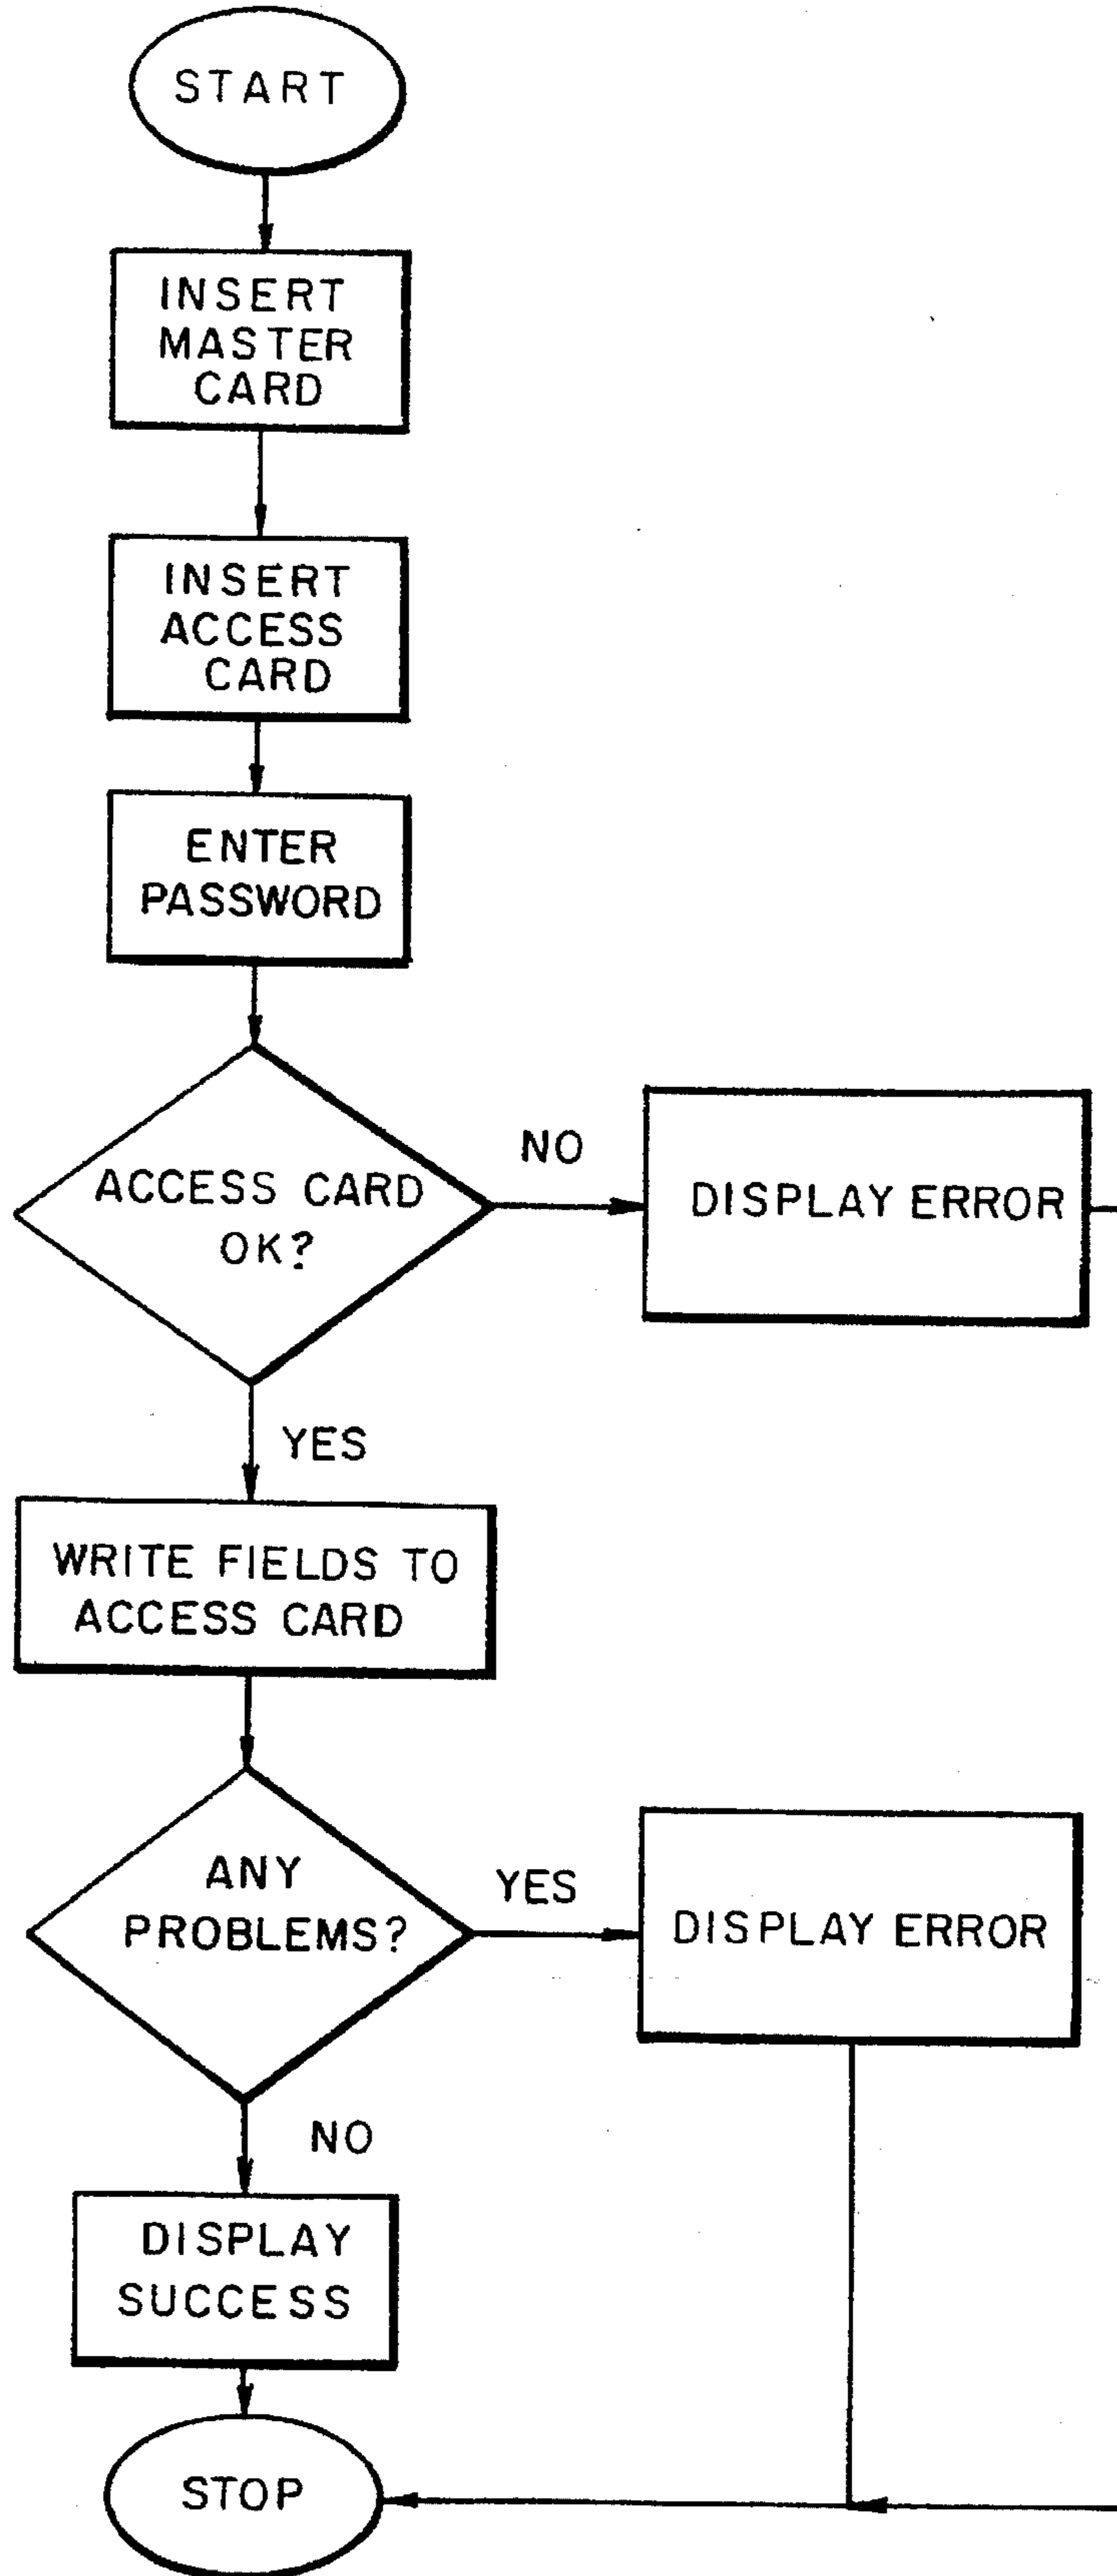 START
INSERT
MASTER
CARD
INSERT
ACCESS
CARD
ENTER
PASSWORD
ACCESS CARD
OK?
NO
DISPLAY ERROR
YES
WRITE FIELDS TO
ACCESS CARD
ANY
PROBLEMS?
YES
DISPLAY ERROR
NO
DISPLAY
SUCCESS
STOP